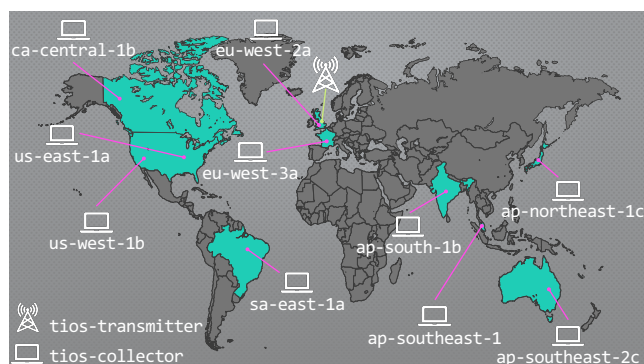 ca-central-1b
eu-west-2a
us-east-1a
eu-west-3a
us-west-1b
ap-south-1b
ap-northeast-1c
sa-east-1a
tios-transmitter
ap-southeast-1
tios-collector
ap-southeast-2c